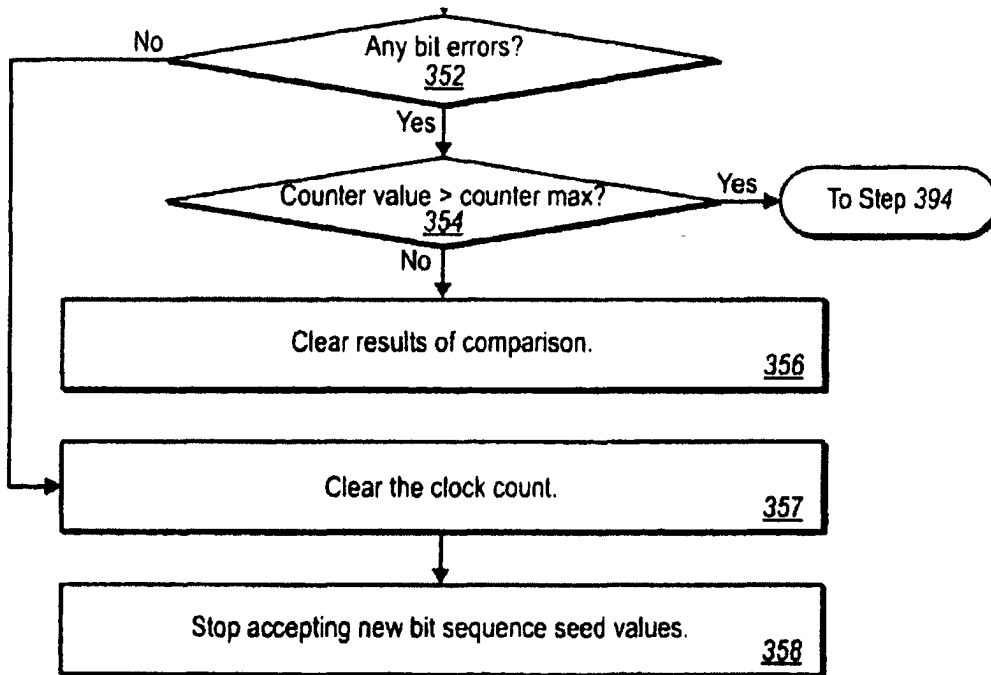 No
Any bit errors?
352
Yes
Counter value > counter max?
354
Yes
To Step 394
No
Clear results of comparison.
356
Clear the clock count.
357
Stop accepting new bit sequence seed values.
358